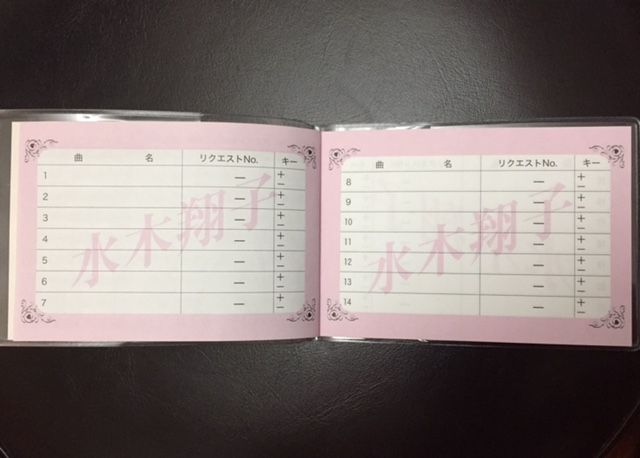 曲 名 リクエストNo. キー
1 — +−
2 — +−
3 — +−
4 — +−
5 — +−
6 — +−
7 — +−
水木翔子
曲 名 リクエストNo. キー
8 — +−
9 — +−
10 — +−
11 — +−
12 — +−
13 — +−
14 — +−
水木翔子